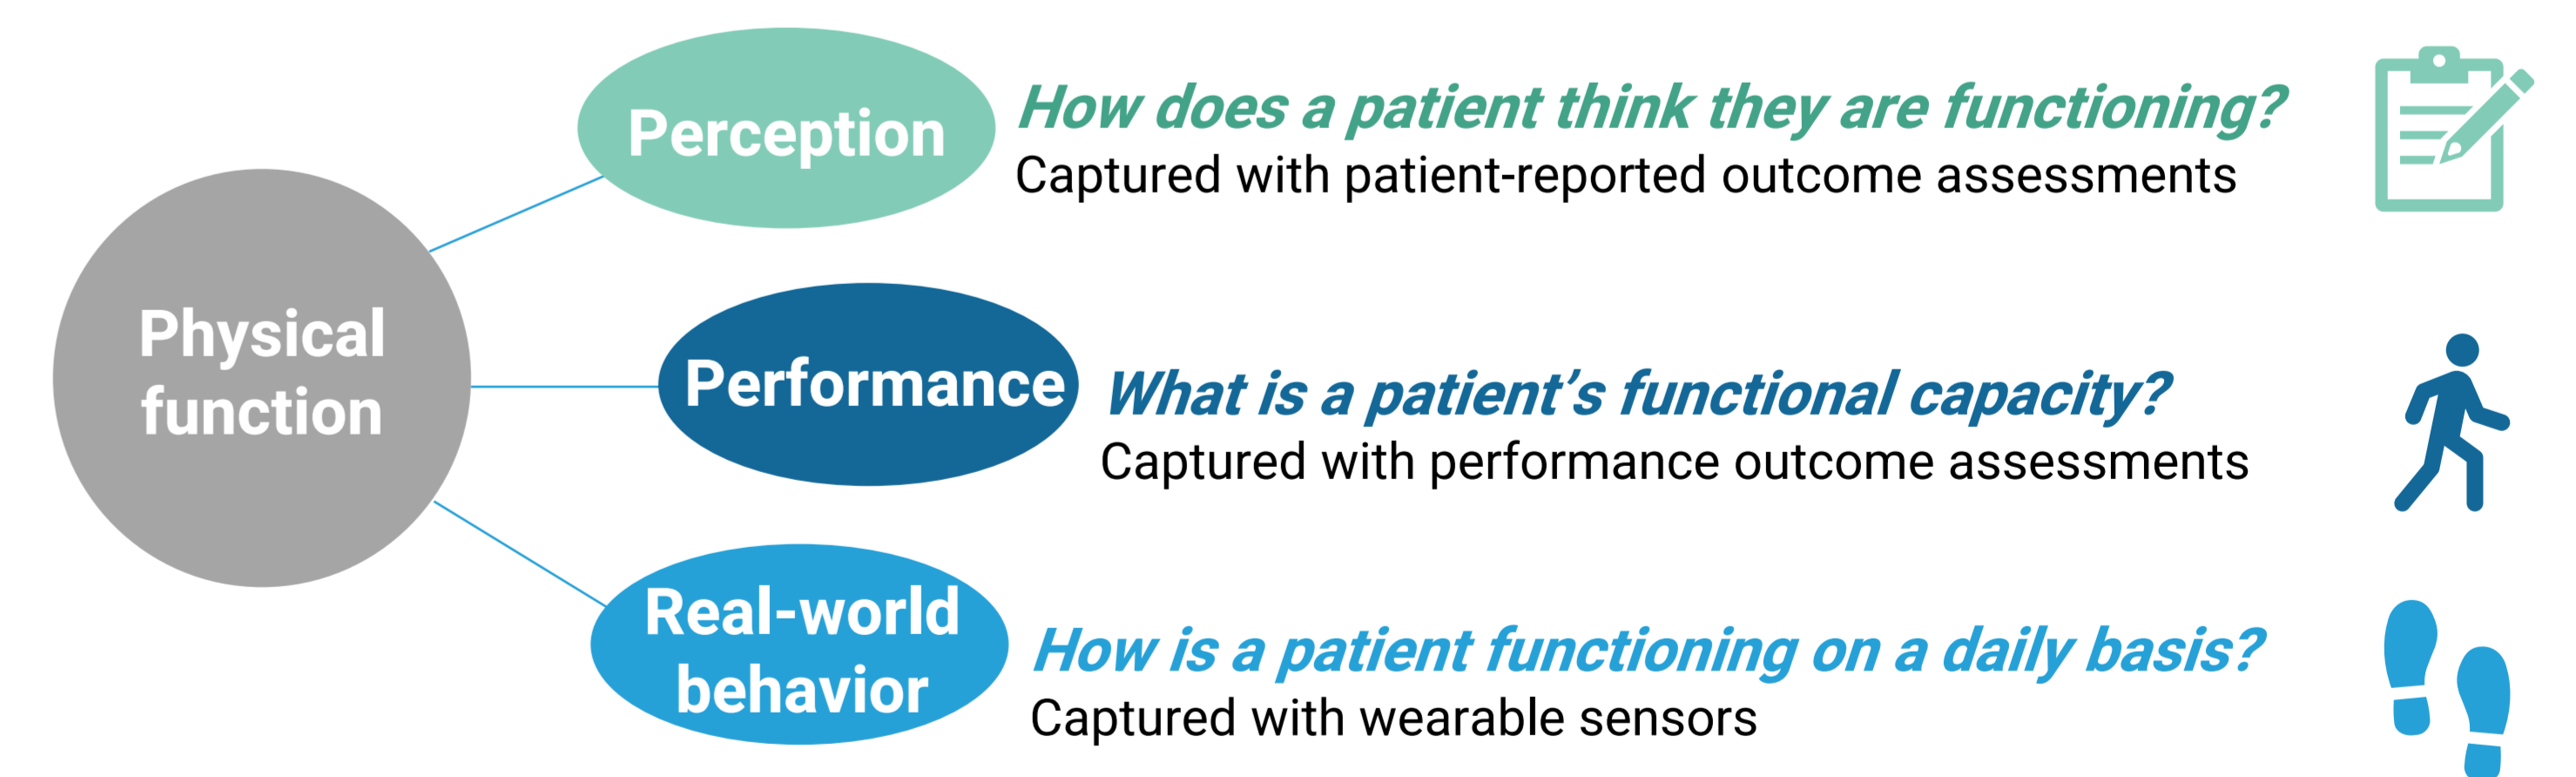 Physical
function
Perception
How does a patient think they are functioning?
Captured with patient-reported outcome assessments
Performance
What is a patient’s functional capacity?
Captured with performance outcome assessments
Real-world
behavior
How is a patient functioning on a daily basis?
Captured with wearable sensors